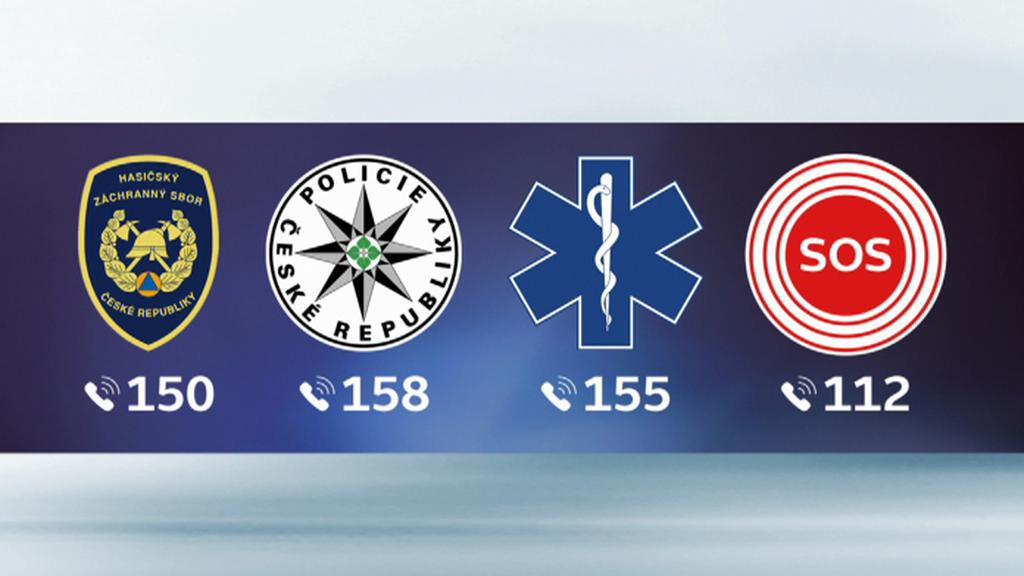 HASIČSKÝ
ZÁCHRANNÝ SBOR
ČESKÉ REPUBLIKY
POLICIE
ČESKÉ REPUBLIKY
SOS
150
158
155
112